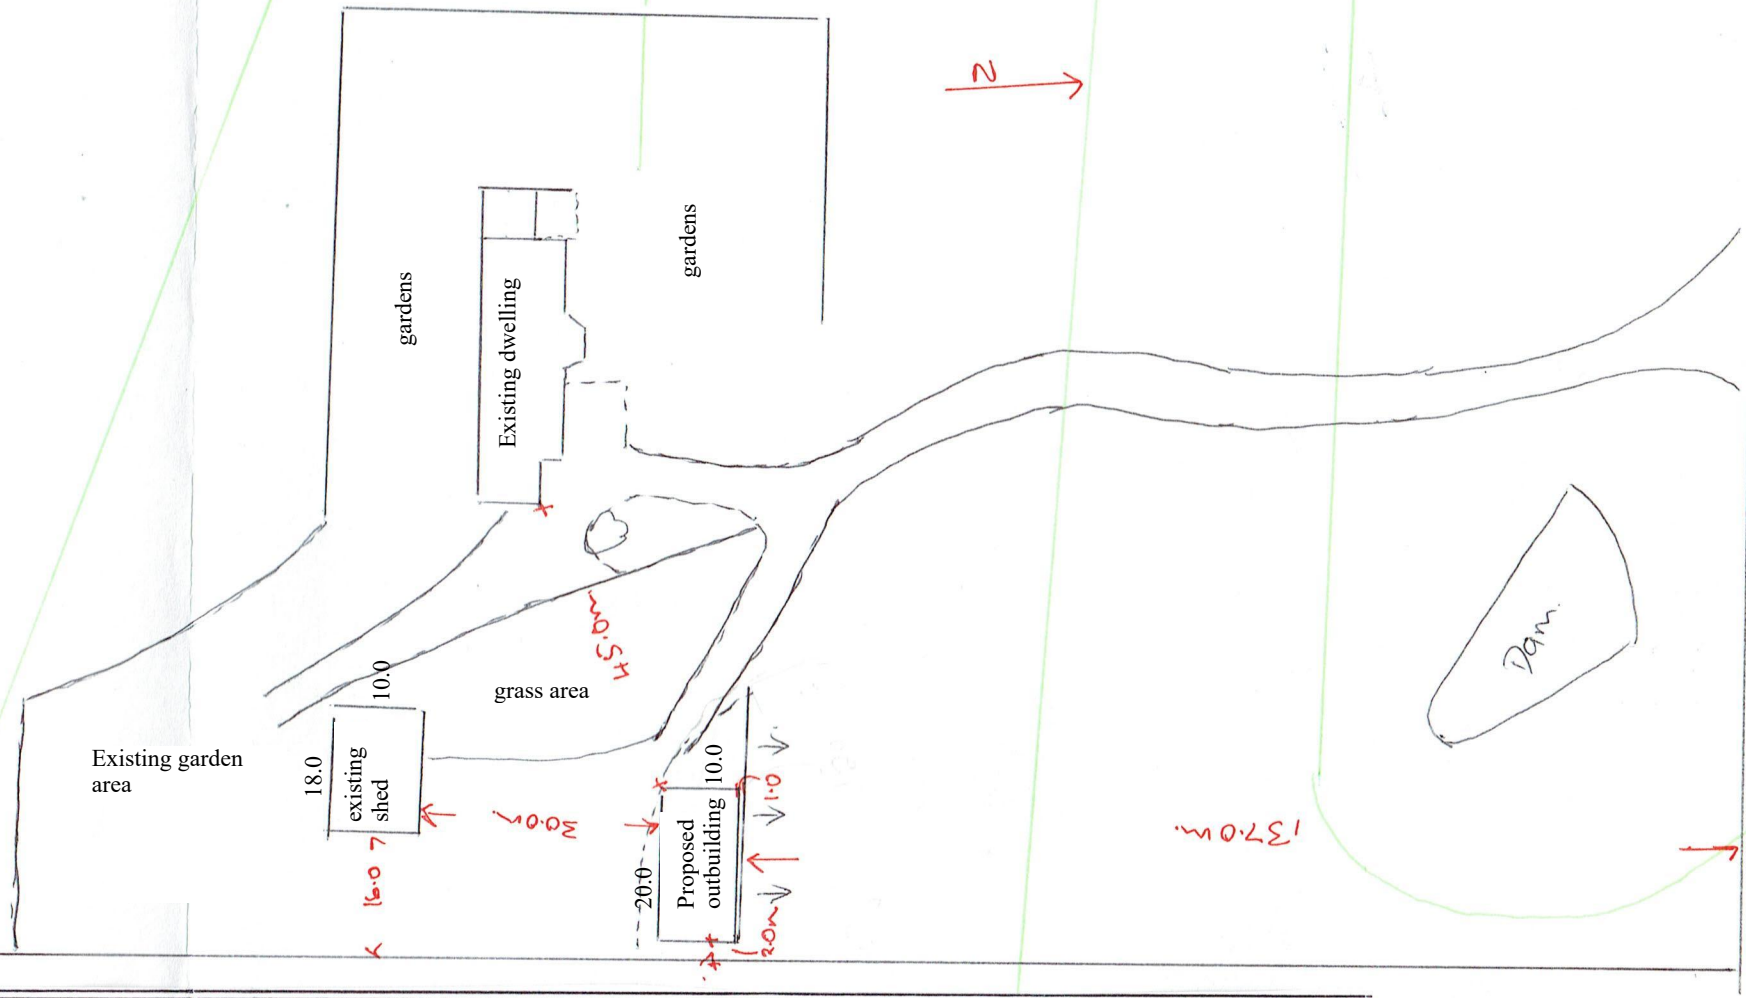 N
gardens
gardens
Existing dwelling
45.0m
10.0
grass area
Existing garden
area
18.0
existing
shed
16.0
30.0m
10.0
1.0
Proposed
outbuilding
20.0
2.0m
137.0m.
Dam.